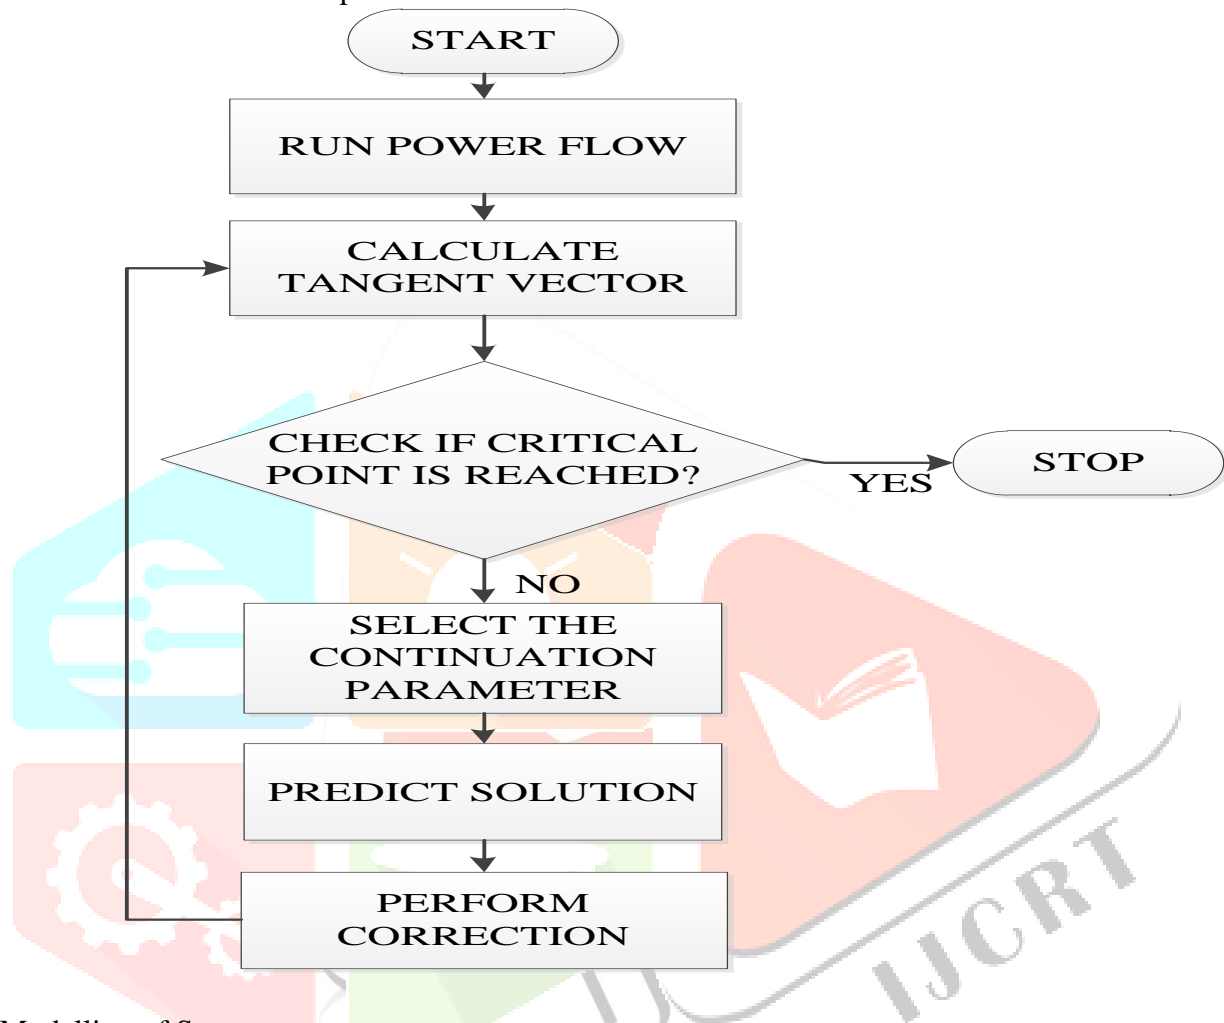 START
RUN POWER FLOW
CALCULATE
TANGENT VECTOR
CHECK IF CRITICAL
POINT IS REACHED?
YES
STOP
NO
SELECT THE
CONTINUATION
PARAMETER
PREDICT SOLUTION
PERFORM
CORRECTION
IJCRT